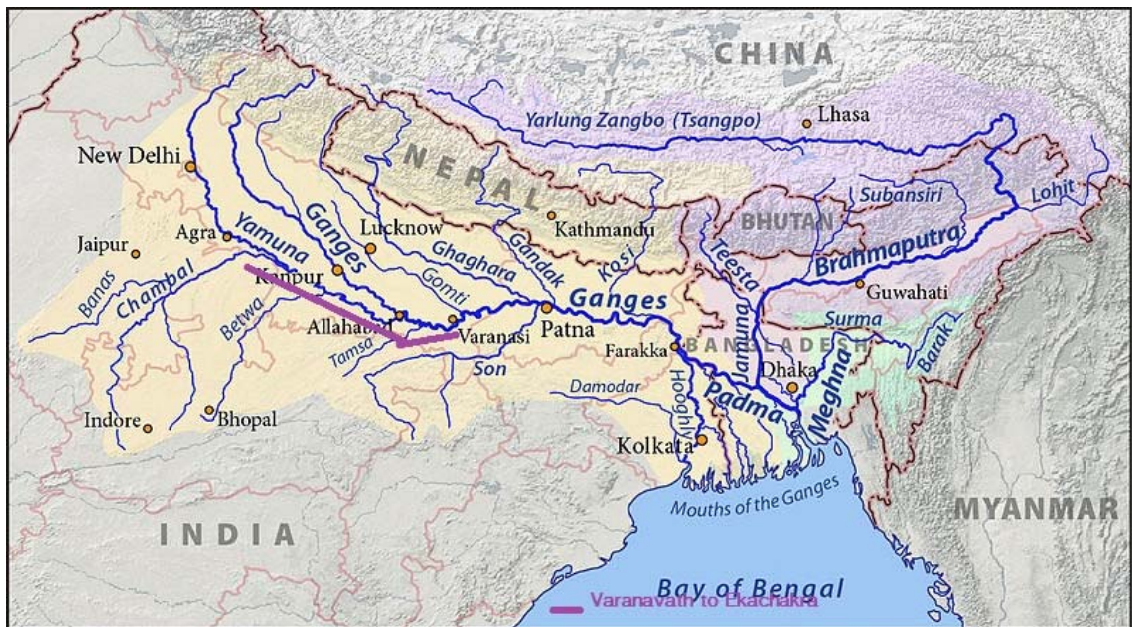 CHINA
Yarlung Zangbo (Tsangpo)
Lhasa
New Delhi
NEPAL
Subansiri
Lohit
BHUTAN
Kathmandu
Agra
Yamuna
Ganges
Lucknow
Jaipur
Ghaghara
Gandak
Kosi
Teesta
Brahmaputra
Banas
Chambal
Kanpur
Gomti
Guwahati
Betwa
Ganges
Allahabad
Varanasi
Patna
Surma
Tamsa
Farakka
BANGLADESH
Jamuna
Barak
Son
Dhaka
Meghna
Damodar
Hooghly
Padma
Indore
Bhopal
Kolkata
Mouths of the Ganges
INDIA
MYANMAR
Bay of Bengal
Varanavath to Ekachakra